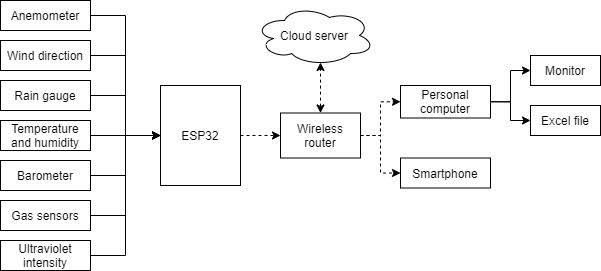 Anemometer
Wind direction
Rain gauge
Temperature
and humidity
Barometer
Gas sensors
Ultraviolet
intensity
ESP32
Cloud server
Wireless
router
Personal
computer
Smartphone
Monitor
Excel file